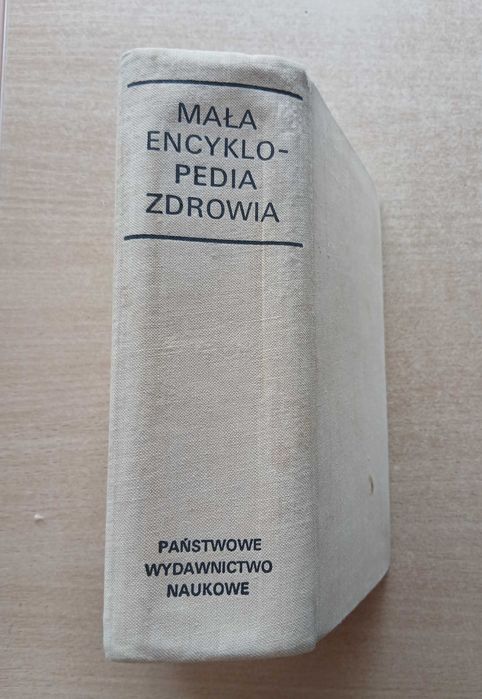 MAŁA
ENCYKLO-
PEDIA
ZDROWIA
PAŃSTWOWE
WYDAWNICTWO
NAUKOWE